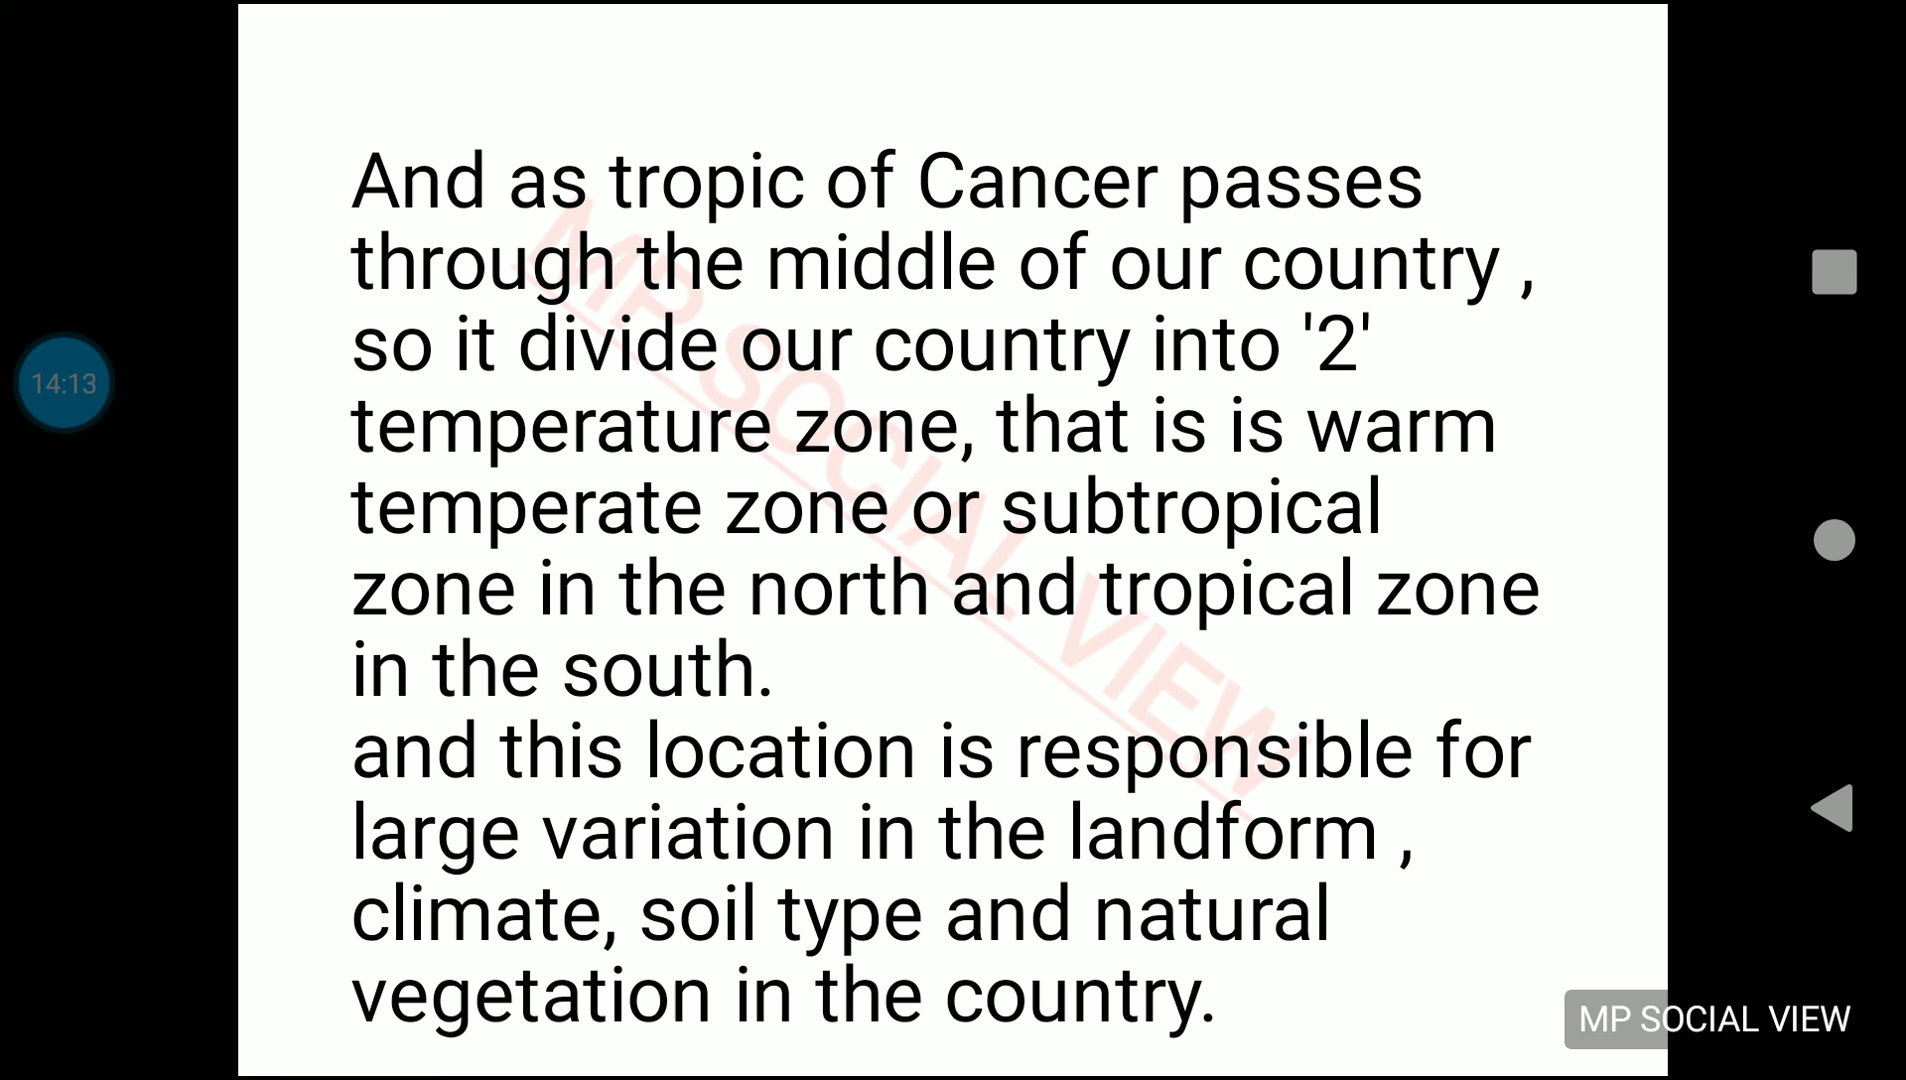 And as tropic of Cancer passes
through the middle of our country ,
so it divide our country into '2'
temperature zone, that is is warm
temperate zone or subtropical
zone in the north and tropical zone
in the south.
and this location is responsible for
large variation in the landform ,
climate, soil type and natural
vegetation in the country.
MP SOCIAL VIEW
14:13
MP SOCIAL VIEW